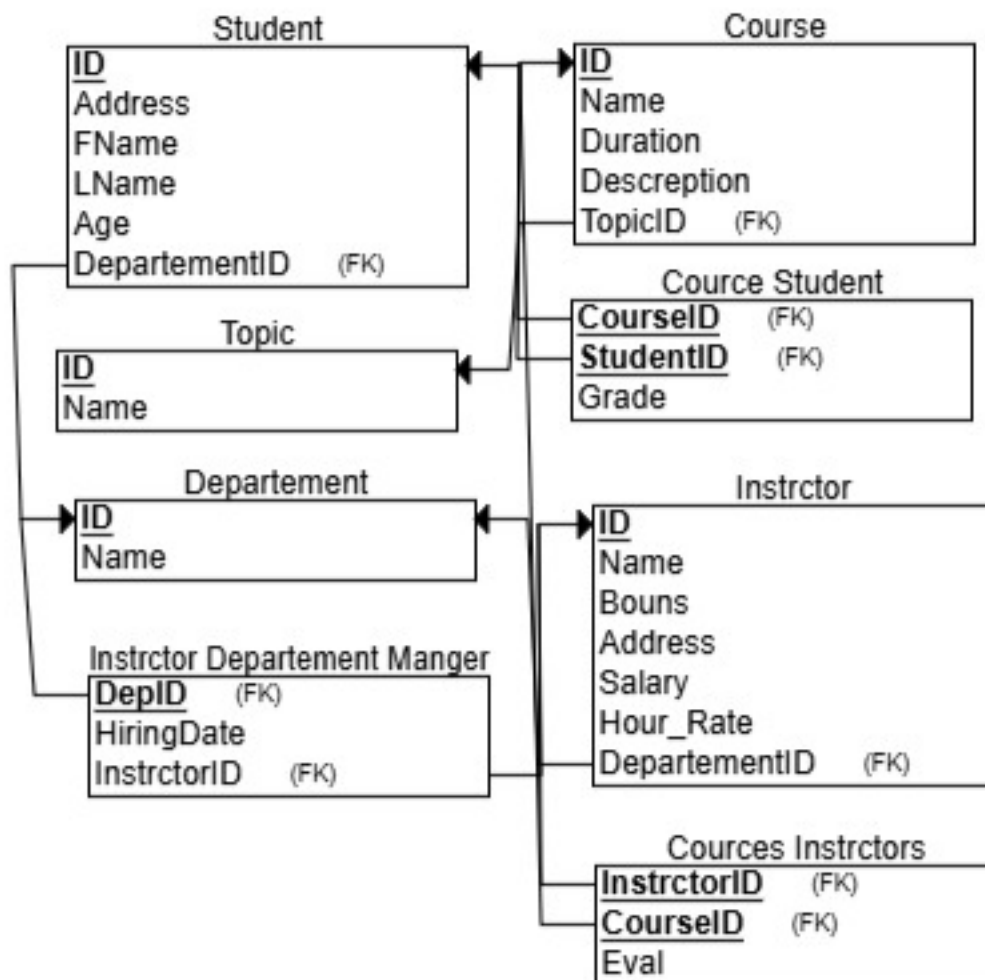 Student
ID
Address
FName
LName
Age
DepartementID (FK)
Course
ID
Name
Duration
Descreption
TopicID (FK)
Cource Student
CourseID (FK)
StudentID (FK)
Grade
Topic
ID
Name
Departement
ID
Name
Instrctor
ID
Name
Bouns
Address
Salary
Hour_Rate
DepartementID (FK)
Instrctor Departement Manger
DepID (FK)
HiringDate
InstrctorID (FK)
Cources Instrctors
InstrctorID (FK)
CourseID (FK)
Eval